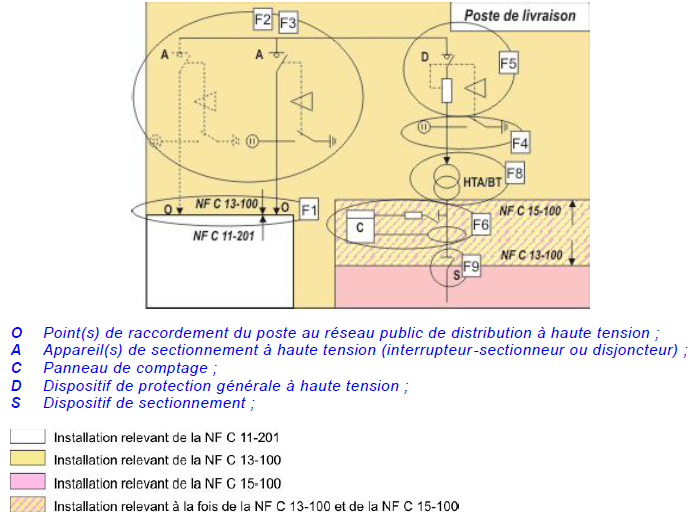 Poste de livraison
F2
F3
A
A
D
F5
F4
F8
HTA/BT
NF C 13-100
O
O
F1
NF C 11-201
NF C 15-100
C
F6
NF C 13-100
F9
S
O Point(s) de raccordement du poste au réseau public de distribution à haute tension ;
A Appareil(s) de sectionnement à haute tension (interrupteur-sectionneur ou disjoncteur) ;
C Panneau de comptage ;
D Dispositif de protection générale à haute tension ;
S Dispositif de sectionnement ;
Installation relevant de la NF C 11-201
Installation relevant de la NF C 13-100
Installation relevant de la NF C 15-100
Installation relevant à la fois de la NF C 13-100 et de la NF C 15-100